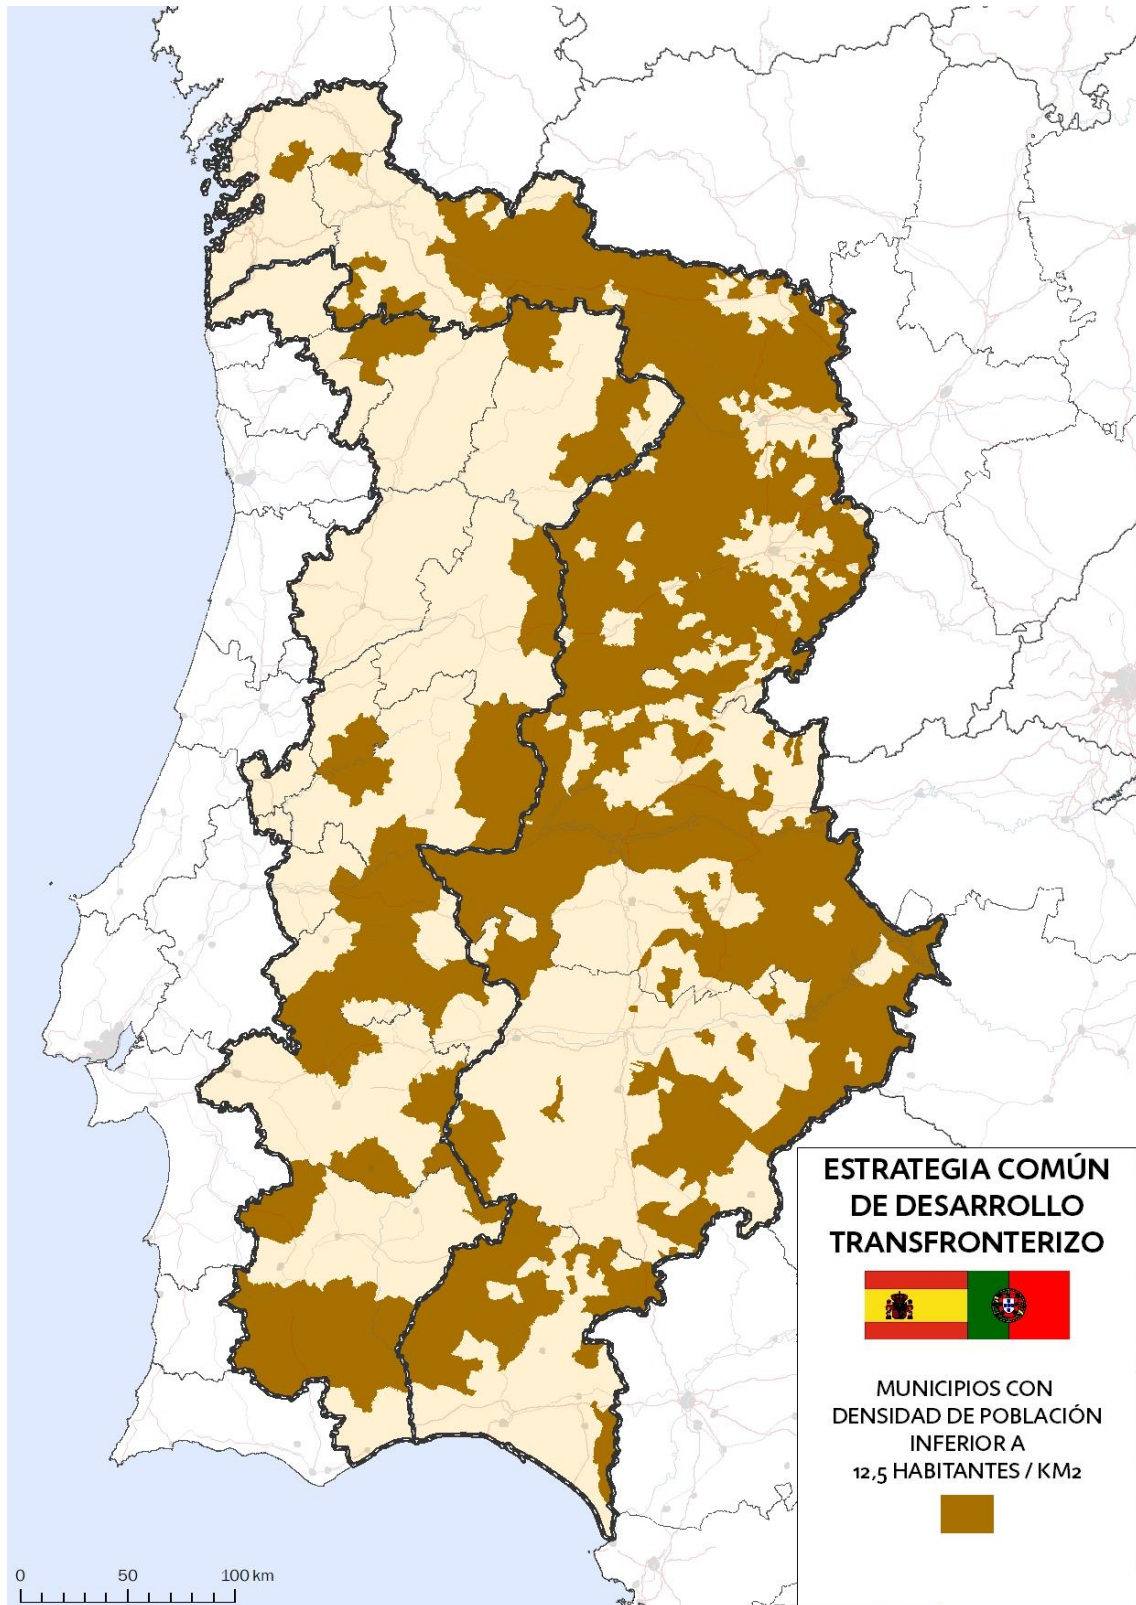 ESTRATEGIA COMÚN
DE DESARROLLO
TRANSFRONTERIZO
MUNICIPIOS CON
DENSIDAD DE POBLACIÓN
INFERIOR A
12,5 HABITANTES / KM2
0 50 100 km